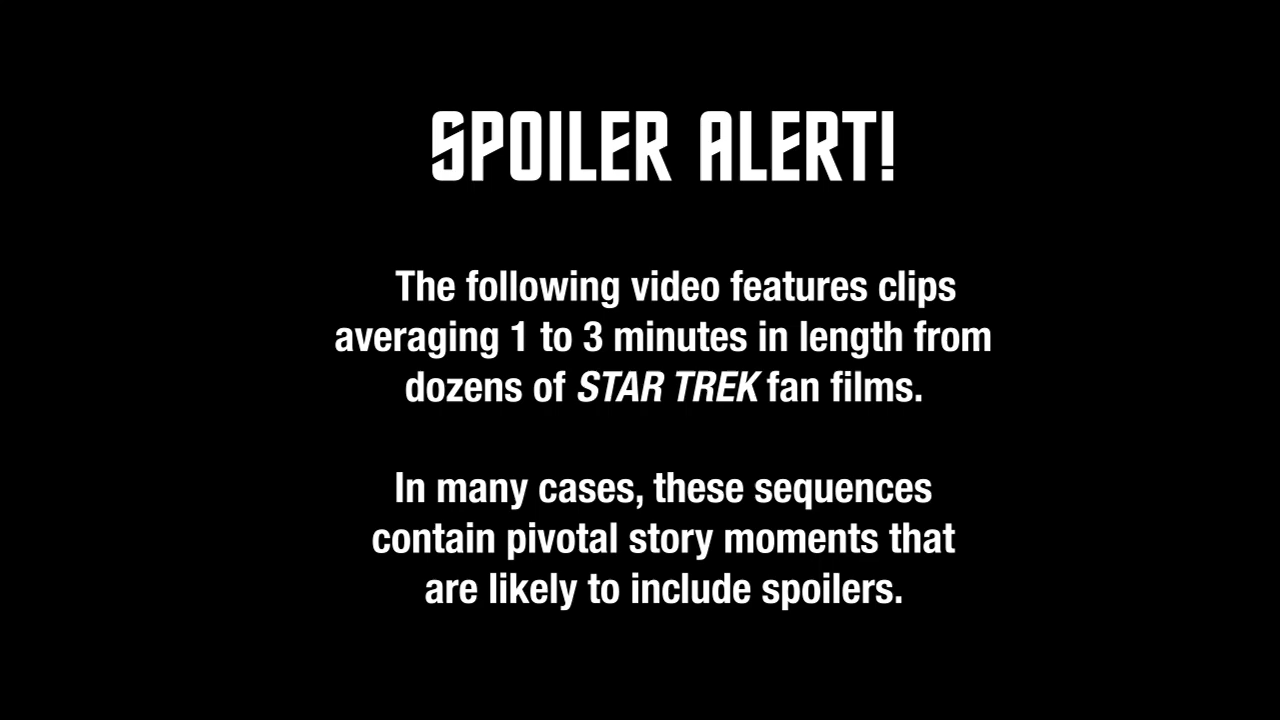 SPOILER ALERT!
The following video features clips
averaging 1 to 3 minutes in length from
dozens of STAR TREK fan films.
In many cases, these sequences
contain pivotal story moments that
are likely to include spoilers.